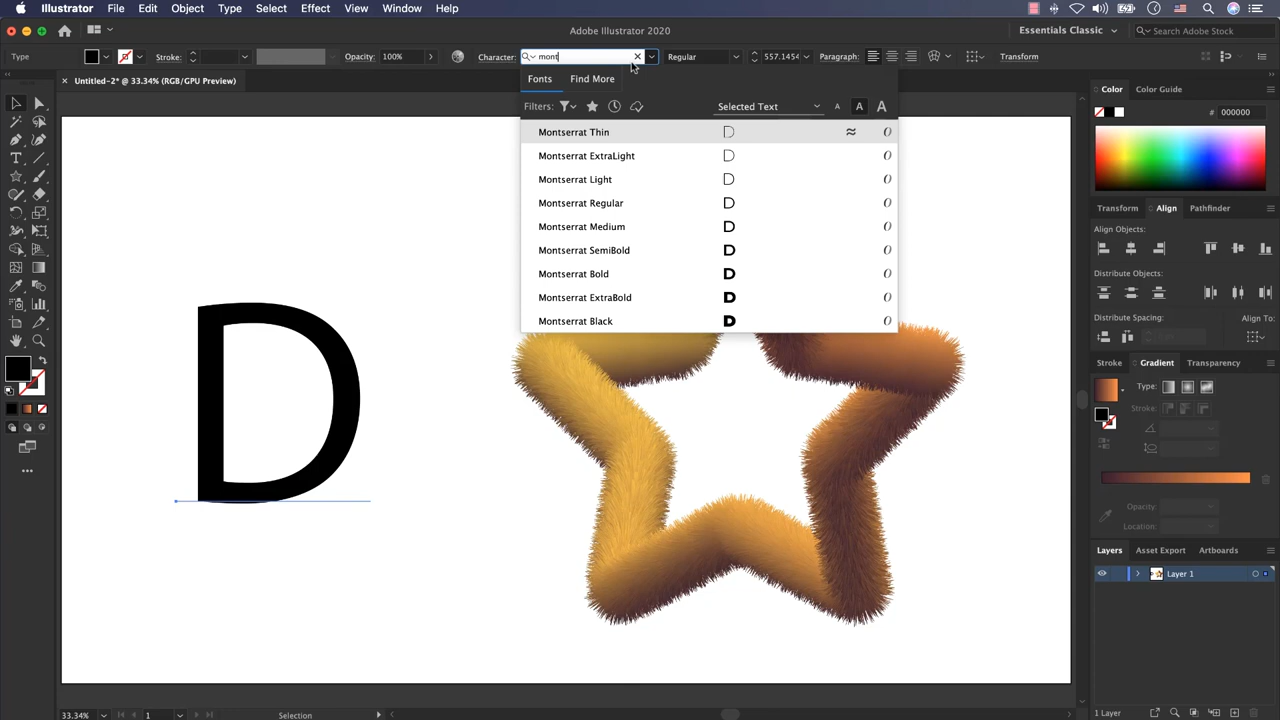 Illustrator File Edit Object Type Select Effect View Window Help
Adobe Illustrator 2020
Essentials Classic
Search Adobe Stock
Type Stroke: Opacity: 100% Character: mont Regular 557.1454 Paragraph: Transform
× Untitled-2* @ 33.34% (RGB/GPU Preview)
Fonts Find More
Filters: Selected Text A A A
Montserrat Thin D
Montserrat ExtraLight D
Montserrat Light D
Montserrat Regular D
Montserrat Medium D
Montserrat SemiBold D
Montserrat Bold D
Montserrat ExtraBold D
Montserrat Black D
D
Color Color Guide
# 000000
Transform Align Pathfinder
Align Objects:
Distribute Objects:
Distribute Spacing: Align To:
Stroke Gradient Transparency
Type:
Stroke:
Opacity:
Location:
Layers Asset Export Artboards
Layer 1
1 Layer
33.34% 1 Selection